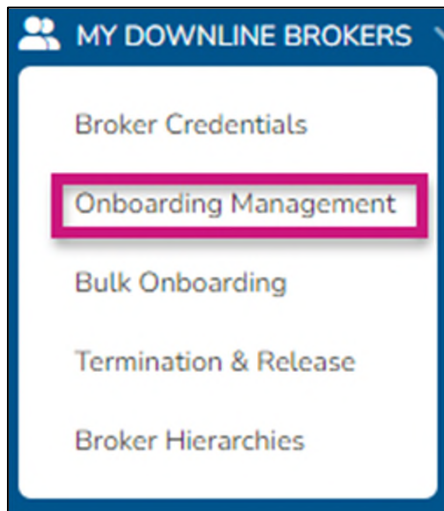 MY DOWNLINE BROKERS
Broker Credentials
Onboarding Management
Bulk Onboarding
Termination & Release
Broker Hierarchies